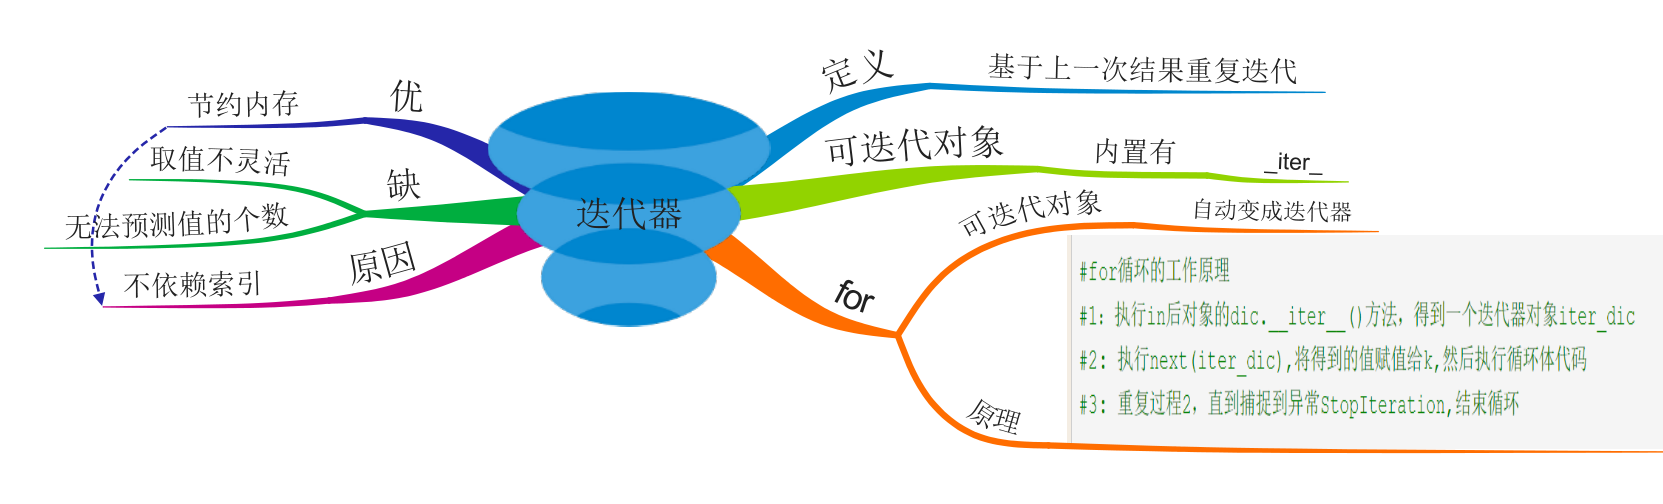 迭代器
定义
基于上一次结果重复迭代
可迭代对象
内置有
_iter_
for
可迭代对象
自动变成迭代器
原理
#for循环的工作原理
#1: 执行in后对象的dic.__iter__()方法，得到一个迭代器对象iter_dic
#2: 执行next(iter_dic),将得到的值赋值给k,然后执行循环体代码
#3: 重复过程2，直到捕捉到异常StopIteration,结束循环
优
节约内存
缺
取值不灵活
无法预测值的个数
原因
不依赖索引